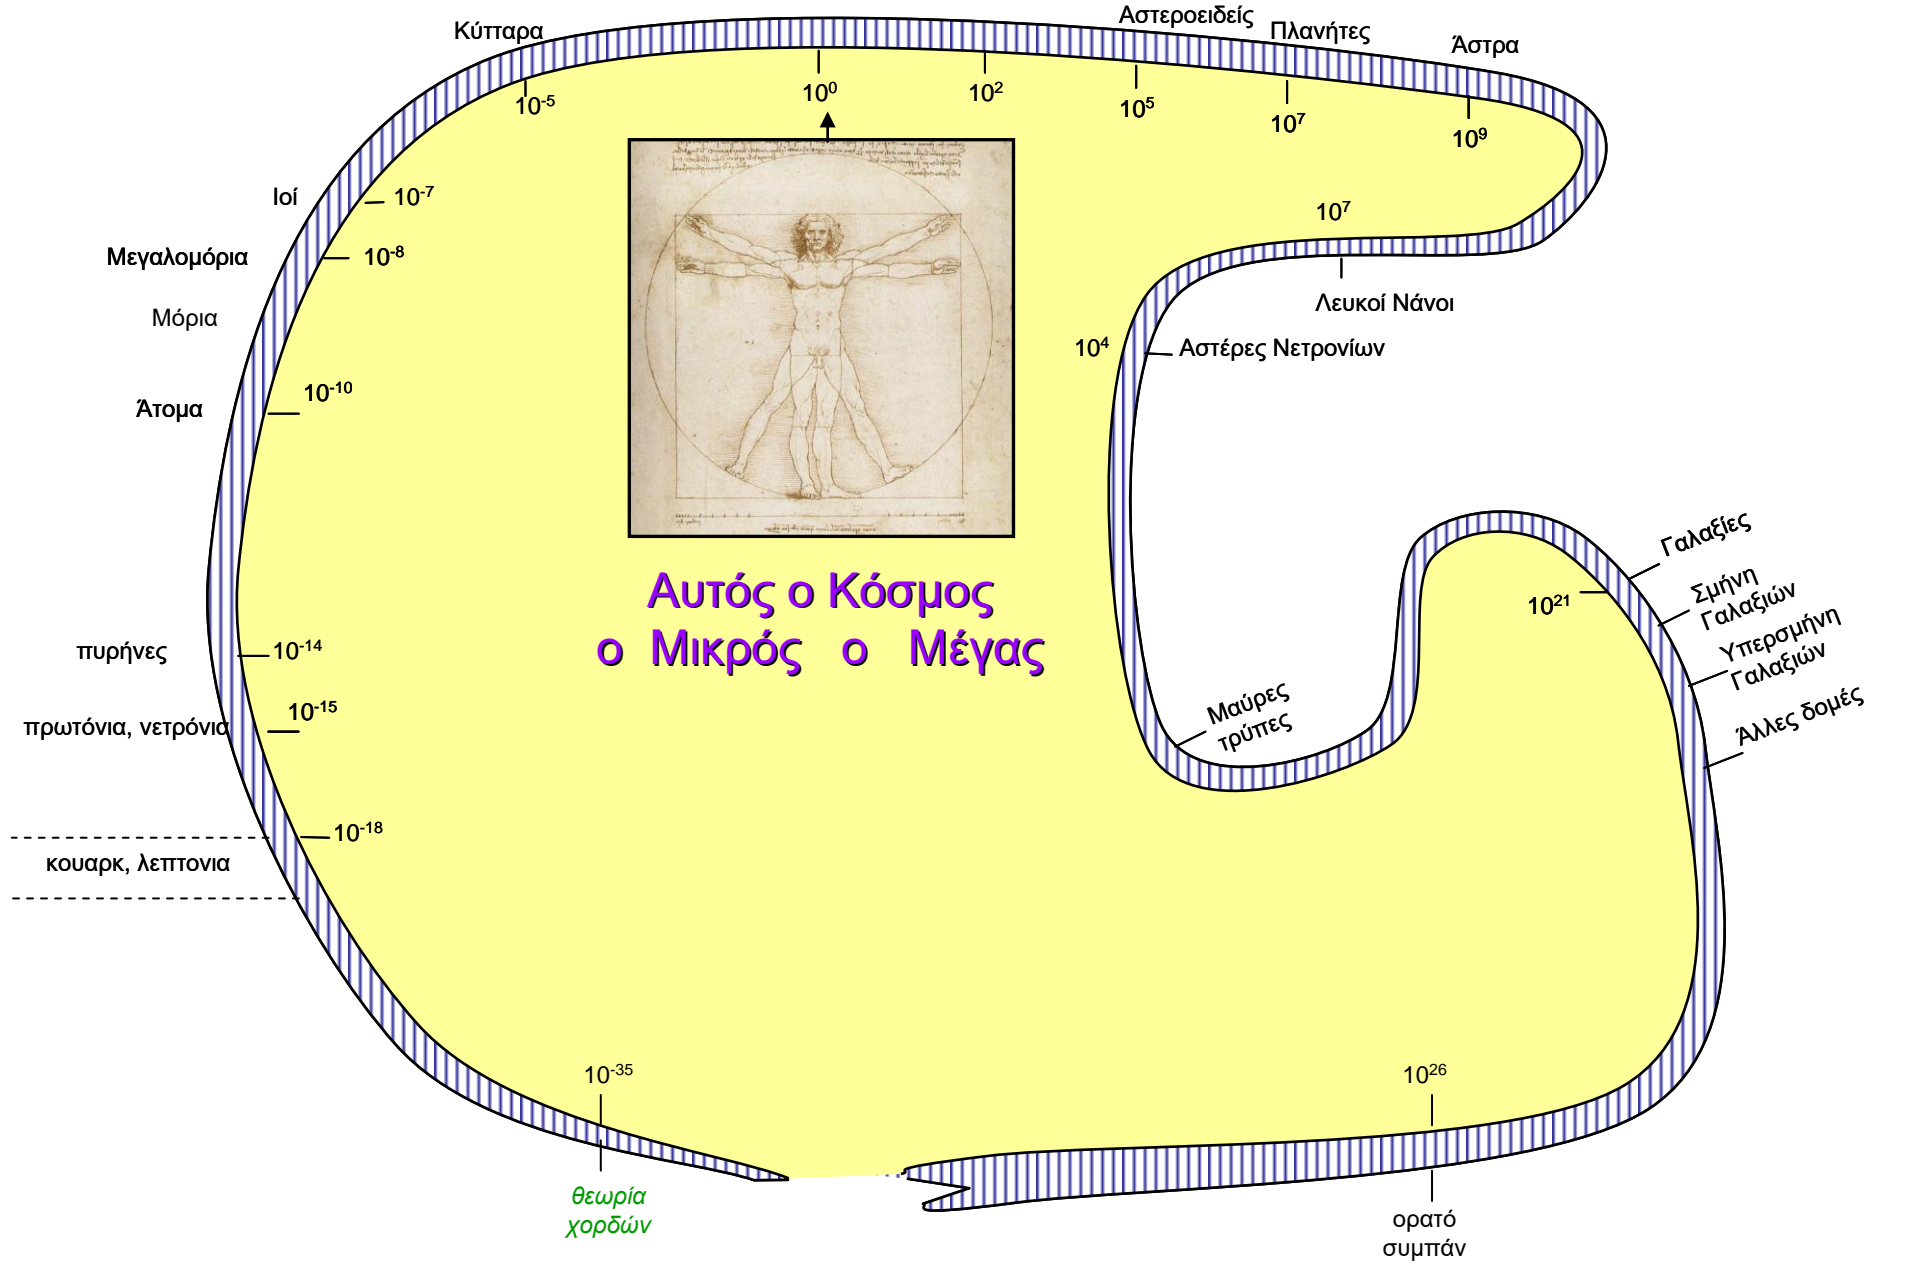 Κύτταρα
Αστεροειδείς
Πλανήτες
Άστρα
10-5
100
102
105
107
109
Ιοί
10-7
Μεγαλομόρια
10-8
Μόρια
Άτομα
10-10
107
Λευκοί Νάνοι
104
Αστέρες Νετρονίων
Αυτός ο Κόσμος
ο Μικρός ο Μέγας
Γαλαξίες
1021
Σμήνη
Γαλαξιών
Υπερσμήνη
Γαλαξιών
Άλλες δομές
Μαύρες
τρύπες
πυρήνες
10-14
πρωτόνια, νετρόνια
10-15
10-18
κουαρκ, λεπτονια
10-35
θεωρία
χορδών
1026
ορατό
συμπάν